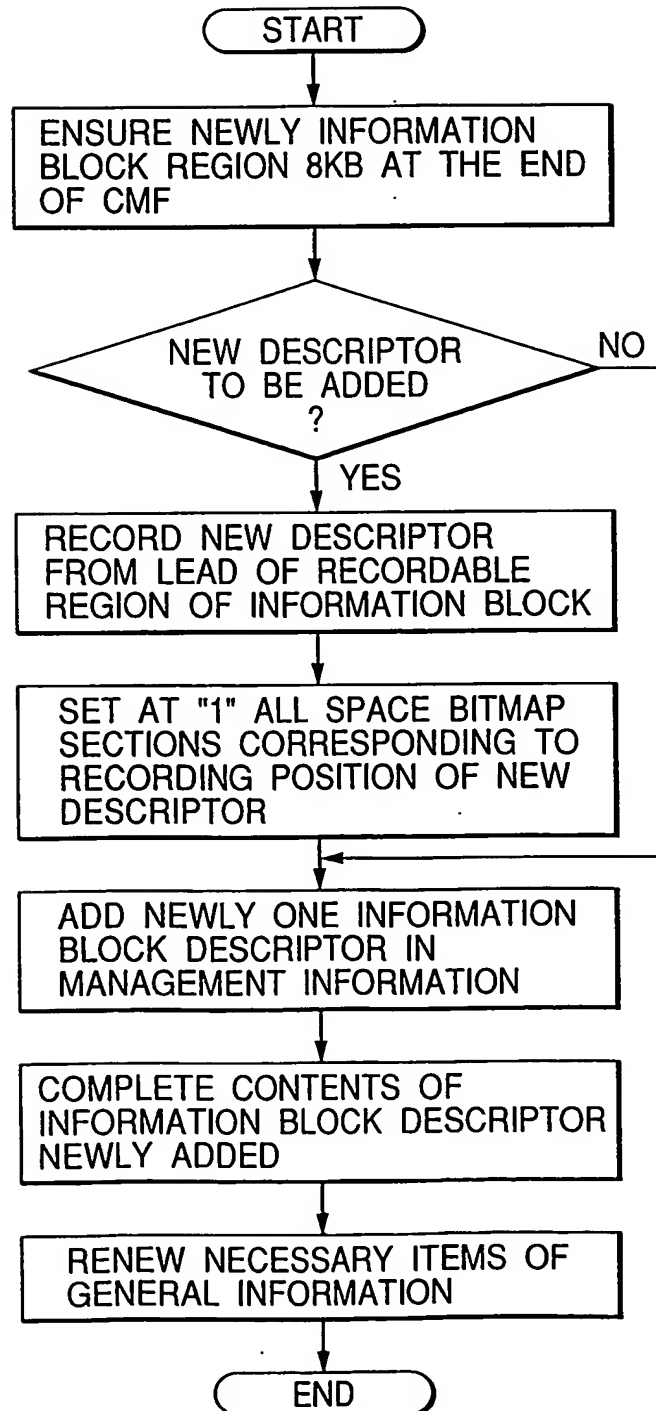 START
ENSURE NEWLY INFORMATION
BLOCK REGION 8KB AT THE END
OF CMF
NEW DESCRIPTOR
TO BE ADDED
?
NO
YES
RECORD NEW DESCRIPTOR
FROM LEAD OF RECORDABLE
REGION OF INFORMATION BLOCK
SET AT "1" ALL SPACE BITMAP
SECTIONS CORRESPONDING TO
RECORDING POSITION OF NEW
DESCRIPTOR
ADD NEWLY ONE INFORMATION
BLOCK DESCRIPTOR IN
MANAGEMENT INFORMATION
COMPLETE CONTENTS OF
INFORMATION BLOCK DESCRIPTOR
NEWLY ADDED
RENEW NECESSARY ITEMS OF
GENERAL INFORMATION
END